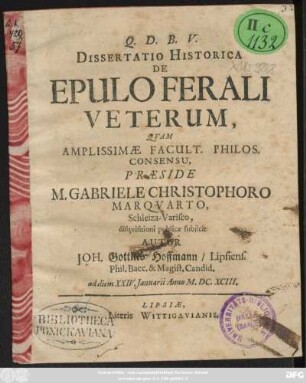 Q. D. B. V.
DISSERTATIO HISTORICA
DE
EPULO FERALI
VETERUM,
QUAM
AMPLISSIMÆ FACULT. PHILOS.
CONSENSU,
PRÆSIDE
M. GABRIELE CHRISTOPHORO
MARQVARTO,
Schleiza-Varisco,
disquisitioni publicæ subjicit
AUTOR
JOH. Gottlieb Hoffmann / Lipsiens.
Phil. Bacc. & Magist. Candid.
ad diem XXIV. Januarii Anno M. DC. XCIII.
LIPSIÆ,
Literis WITTIGAVIANIS.
II c
1132
BIBLIOTHECA
PONICKAVIANA